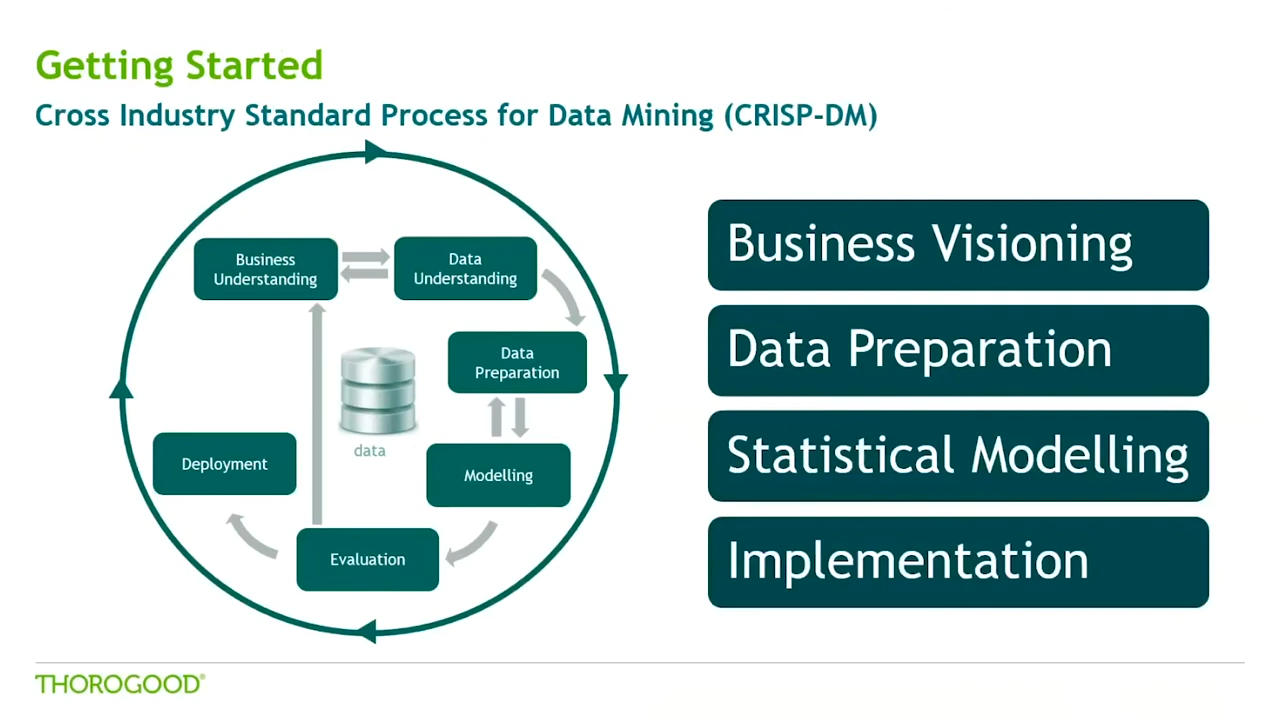 Getting Started
Cross Industry Standard Process for Data Mining (CRISP-DM)
Business
Understanding
Data
Understanding
Data
Preparation
data
Deployment
Modelling
Evaluation
Business Visioning
Data Preparation
Statistical Modelling
Implementation
THOROGOOD®